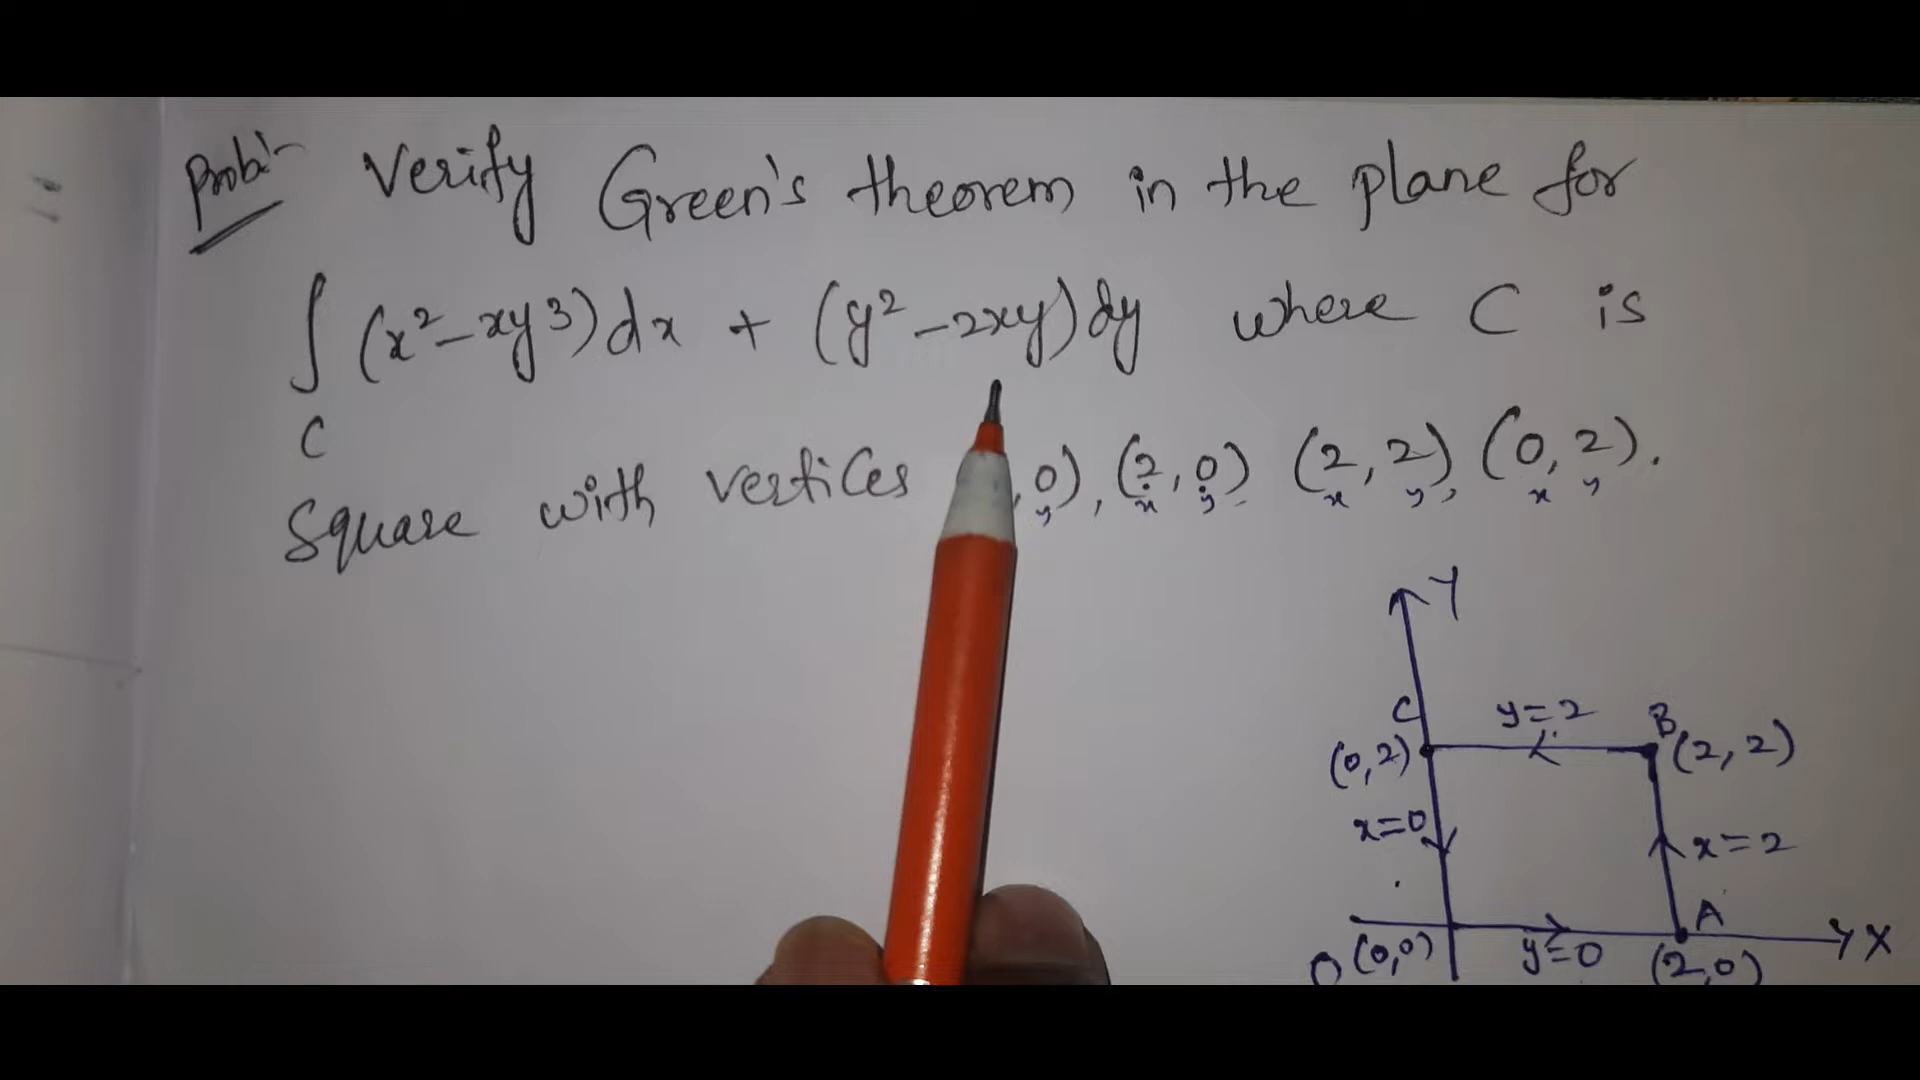 Prob:- Verify Green's theorem in the plane for
∫ (x²-xy³)dx + (y²-2xy)dy where C is
C
Square with vertices ,0), (2,0) (2,2), (0,2).
y x y x y, x y
Y
C y=2 B
(0,2) (2,2)
x=0 x=2
A
O (0,0) y=0 (2,0) X